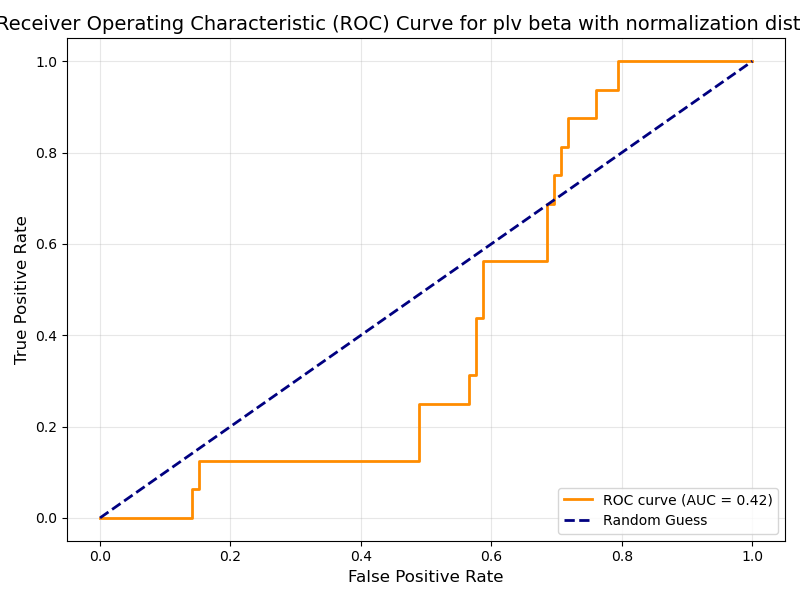 Receiver Operating Characteristic (ROC) Curve for plv beta with normalization dist
1.0
0.8
0.6
0.4
0.2
0.0
True Positive Rate
ROC curve (AUC = 0.42)
Random Guess
0.0 0.2 0.4 0.6 0.8 1.0
False Positive Rate